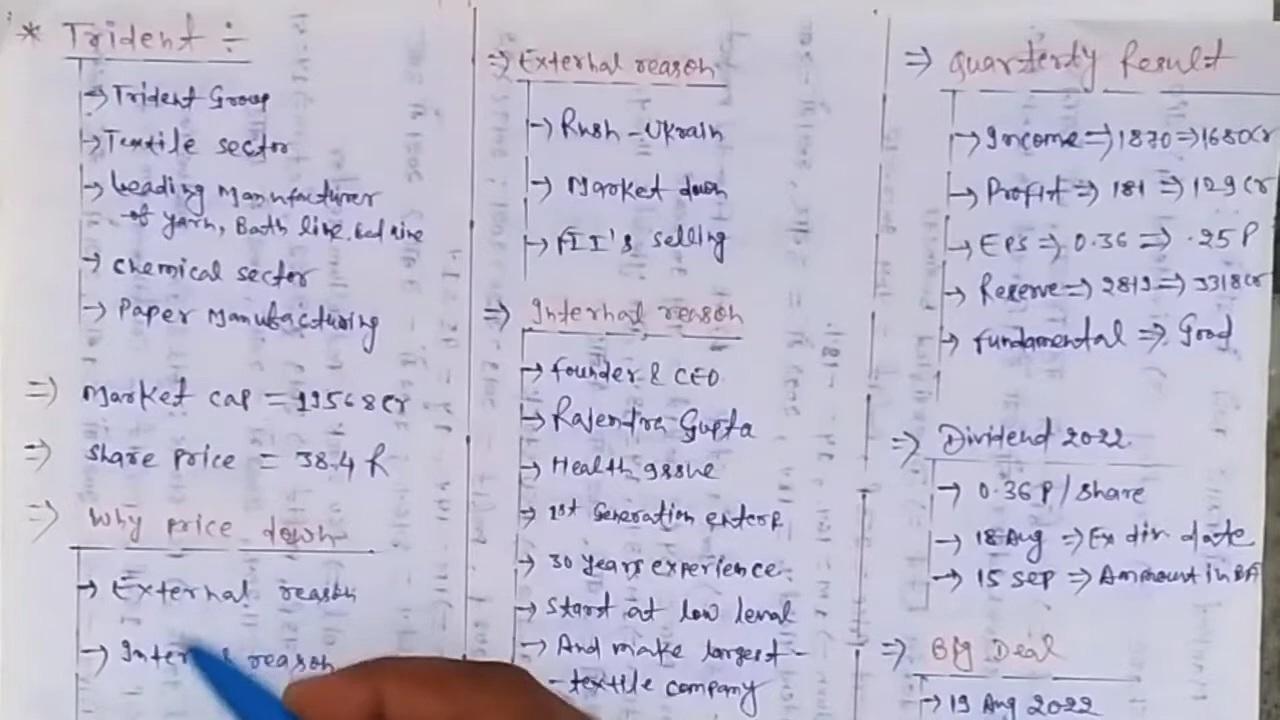 * Trident ÷
→ Trident Group
→ Textile sector
→ Leading Manufacturer
of yarn, Bath line, bed line
→ Chemical sector
→ Paper Manufacturing
⇒ Market cap = 19568 cr
⇒ Share price = 38.4 R
⇒ Why price down
→ External reason
→ Internal reason
⇒ External reason
→ Rush-Ukrain
→ Market down
→ FII's selling
⇒ Internal reason
→ Founder & CEO
→ Rajendra Gupta
→ Health issue
→ 1st Generation enterp.
→ 30 years experience.
→ Start at low leval
→ And make largest-
-textile company
⇒ Quarterty Result
→ Income ⇒ 1870 ⇒ 1680 cr
→ Profit ⇒ 181 ⇒ 129 cr
→ EPS ⇒ 0.36 ⇒ .25 P
→ Reserve ⇒ 2819 ⇒ 3318 cr
→ Fundamental ⇒ Good
⇒ Dividend 2022
→ 0.36 P / Share
→ 18 Aug ⇒ Ex div. date
→ 15 sep ⇒ Ammount in BA
⇒ Big Deal
→ 19 Aug 2022